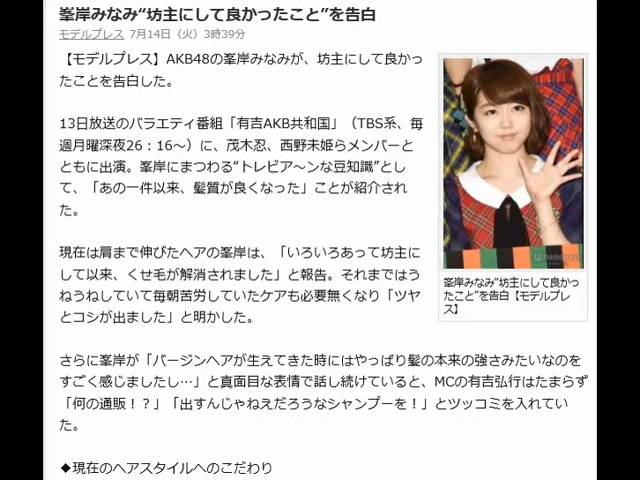 峯岸みなみ“坊主にして良かったこと”を告白
モデルプレス 7月14日（火）3時39分
【モデルプレス】AKB48の峯岸みなみが、坊主にして良かっ
たことを告白した。
13日放送のバラエティ番組「有吉AKB共和国」（TBS系、毎
週月曜深夜26：16～）に、茂木忍、西野未姫らメンバーと
ともに出演。峯岸にまつわる“トレビア～ンな豆知識”とし
て、「あの一件以来、髪質が良くなった」ことが紹介され
た。
現在は肩まで伸びたヘアの峯岸は、「いろいろあって坊主に
して以来、くせ毛が解消されました」と報告。それまではう
ねうねしていて毎朝苦労していたケアも必要無くなり「ツヤ
とコシが出ました」と明かした。
峯岸みなみ“坊主にして良かっ
たこと”を告白【モデルプレ
ス】
さらに峯岸が「バージンヘアが生えてきた時にはやっぱり髪の本来の強さみたいなのを
すごく感じましたし…」と真面目な表情で話し続けていると、MCの有吉弘行はたまらず
「何の通販！？」「出すんじゃねえだろうなシャンプーを！」とツッコミを入れてい
た。
◆現在のヘアスタイルへのこだわり